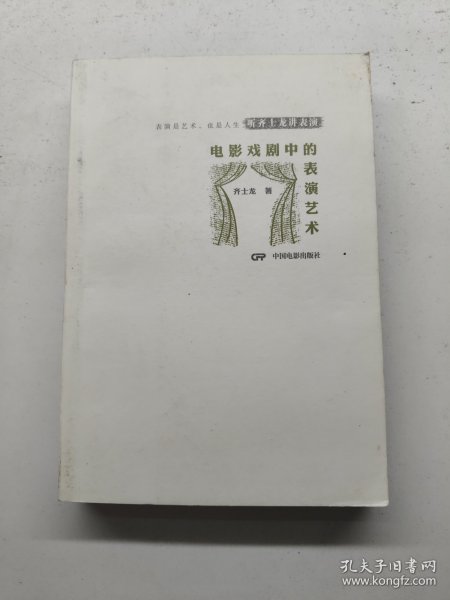 表演是艺术，也是人生 听齐士龙讲表演
电影戏剧中的表演艺术
齐士龙 著
CFP 中国电影出版社
孔夫子旧书网
www.kongfz.com